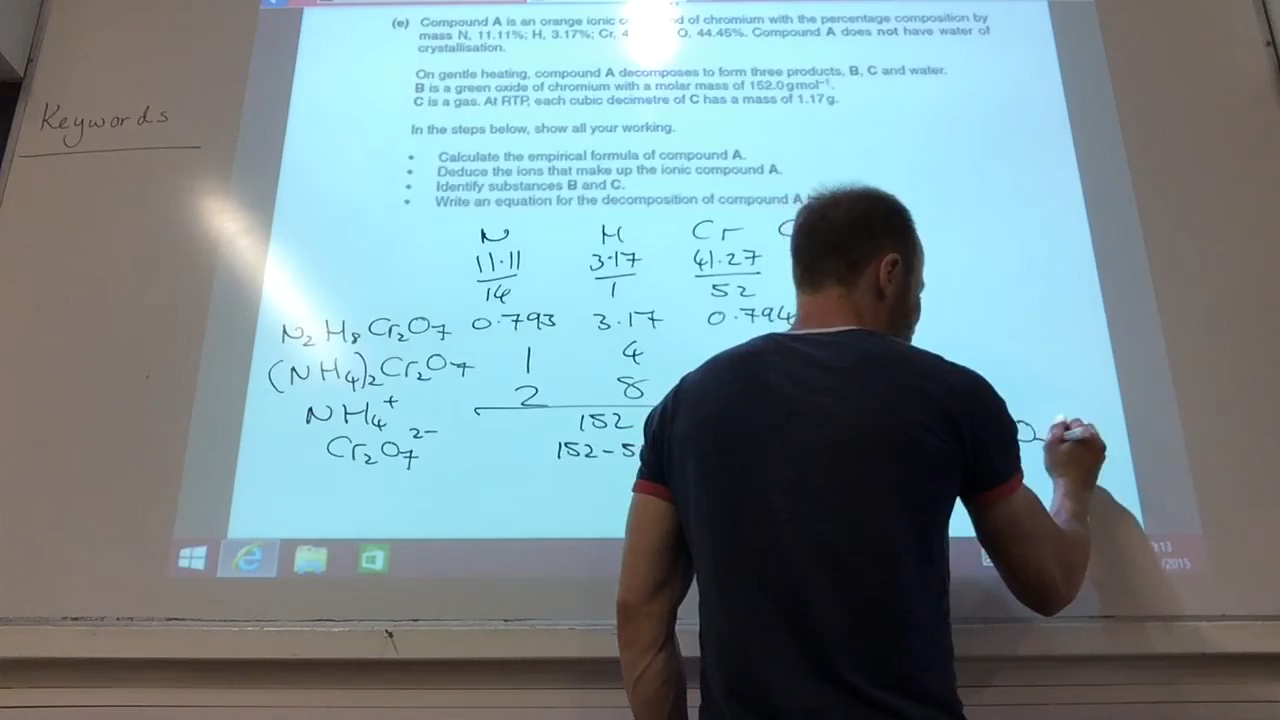 (e) Compound A is an orange ionic of chromium with the percentage composition by
mass N, 11.11%; H, 3.17%; Cr, 4 O, 44.45%. Compound A does not have water of
crystallisation.
On gentle heating, compound A decomposes to form three products, B, C and water.
B is a green oxide of chromium with a molar mass of 152.0 g mol⁻¹.
C is a gas. At RTP, each cubic decimetre of C has a mass of 1.17 g.
In the steps below, show all your working.
• Calculate the empirical formula of compound A.
• Deduce the ions that make up the ionic compound A.
• Identify substances B and C.
• Write an equation for the decomposition of compound A
Keywords
N H Cr
11.11 3.17 41.27
14 1 52
N₂H₈Cr₂O₇ 0.793 3.17 0.794
(NH₄)₂Cr₂O₇ 1 4
2 8
NH₄⁺ 152
Cr₂O₇²⁻ 152-5
13
/2015